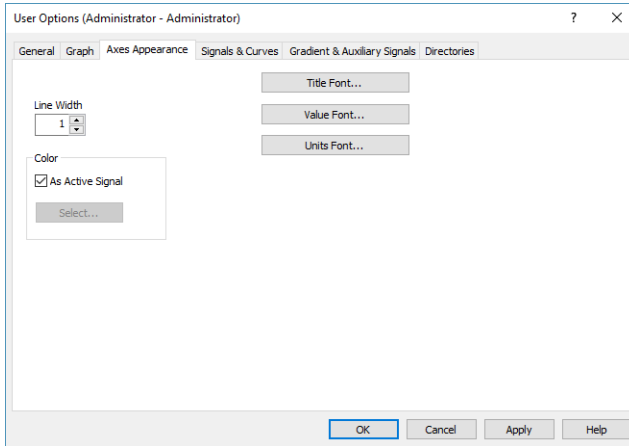 User Options (Administrator - Administrator)
General Graph Axes Appearance Signals & Curves Gradient & Auxiliary Signals Directories
Title Font...
Line Width
1
Value Font...
Units Font...
Color
As Active Signal
Select...
OK Cancel Apply Help